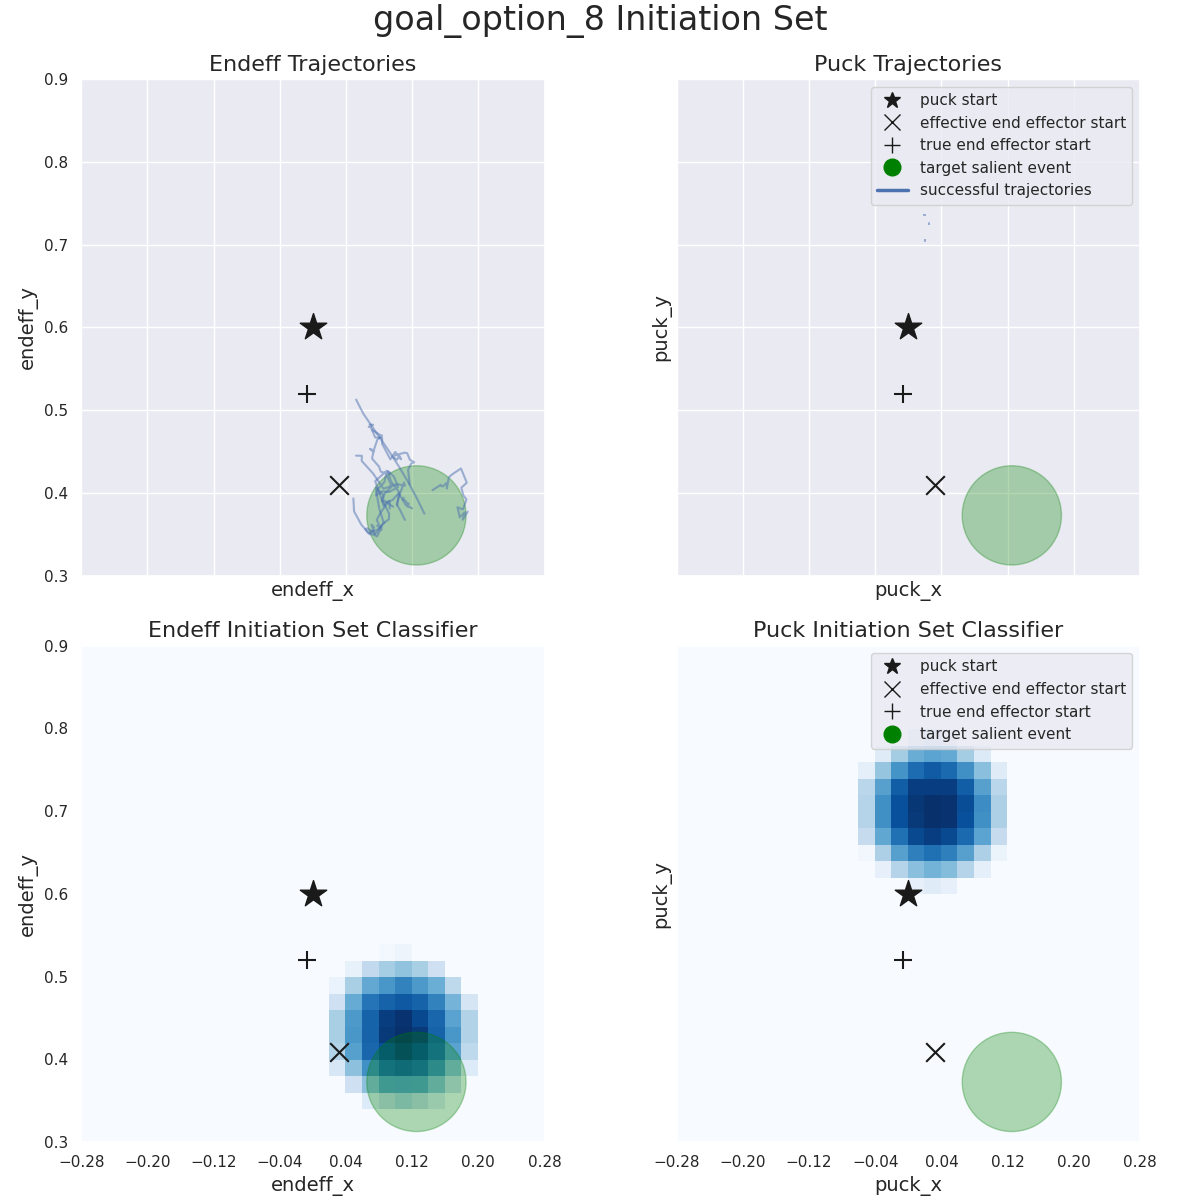 goal_option_8 Initiation Set
Endeff Trajectories
0.9
0.8
0.7
0.6
0.5
0.4
0.3
endeff_y
endeff_x
Puck Trajectories
puck start
effective end effector start
true end effector start
target salient event
successful trajectories
puck_y
puck_x
Endeff Initiation Set Classifier
0.9
0.8
0.7
0.6
0.5
0.4
0.3
endeff_y
−0.28 −0.20 −0.12 −0.04 0.04 0.12 0.20 0.28
endeff_x
Puck Initiation Set Classifier
puck start
effective end effector start
true end effector start
target salient event
puck_y
−0.28 −0.20 −0.12 −0.04 0.04 0.12 0.20 0.28
puck_x